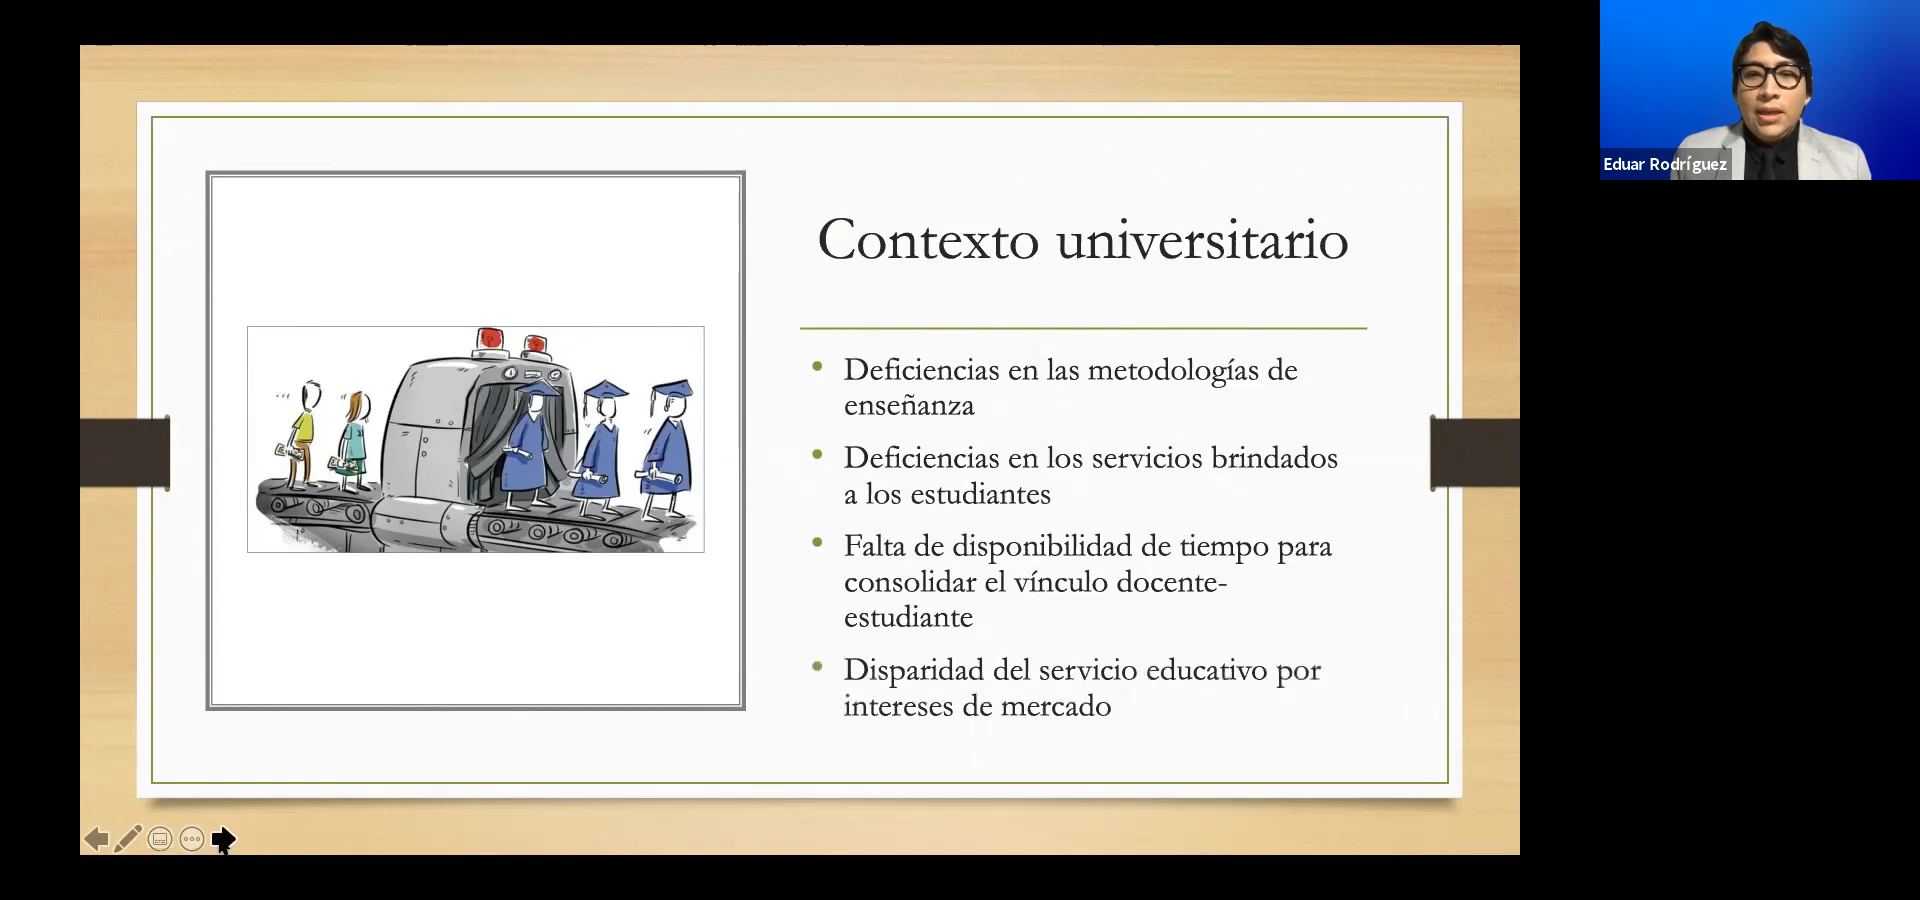 Eduar Rodríguez
Contexto universitario
• Deficiencias en las metodologías de
enseñanza
• Deficiencias en los servicios brindados
a los estudiantes
• Falta de disponibilidad de tiempo para
consolidar el vínculo docente-
estudiante
• Disparidad del servicio educativo por
intereses de mercado